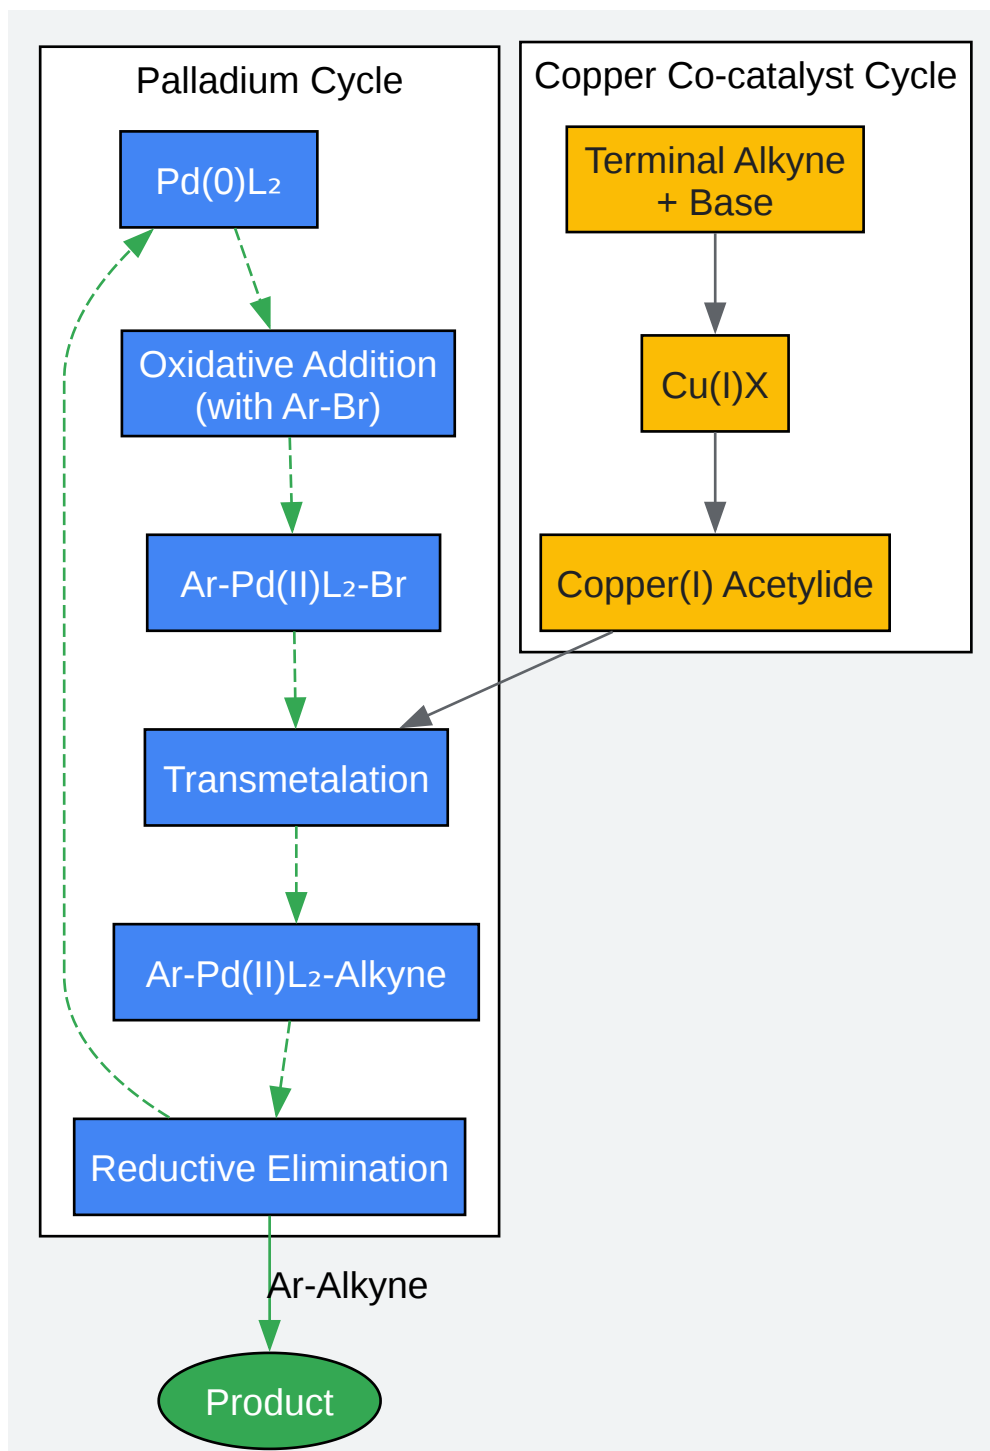 Palladium Cycle
Pd(0)L₂
Oxidative Addition
(with Ar-Br)
Ar-Pd(II)L₂-Br
Transmetalation
Ar-Pd(II)L₂-Alkyne
Reductive Elimination
Ar-Alkyne
Product
Copper Co-catalyst Cycle
Terminal Alkyne
+ Base
Cu(I)X
Copper(I) Acetylide